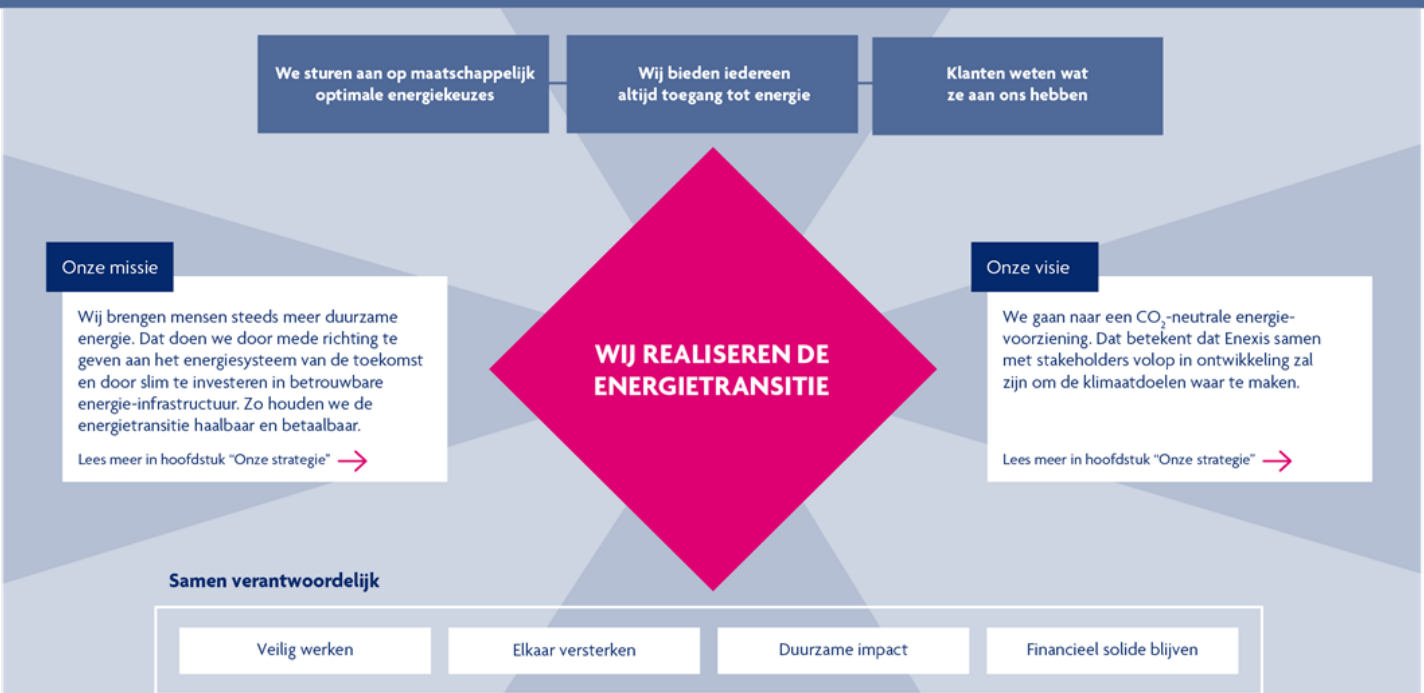 We sturen aan op maatschappelijk
optimale energiekeuzes
Wij bieden iedereen
altijd toegang tot energie
Klanten weten wat
ze aan ons hebben
Onze missie
Wij brengen mensen steeds meer duurzame
energie. Dat doen we door mede richting te
geven aan het energiesysteem van de toekomst
en door slim te investeren in betrouwbare
energie-infrastructuur. Zo houden we de
energietransitie haalbaar en betaalbaar.
Lees meer in hoofdstuk “Onze strategie”
WIJ REALISEREN DE
ENERGIETRANSITIE
Onze visie
We gaan naar een CO₂-neutrale energie-
voorziening. Dat betekent dat Enexis samen
met stakeholders volop in ontwikkeling zal
zijn om de klimaatdoelen waar te maken.
Lees meer in hoofdstuk “Onze strategie”
Samen verantwoordelijk
Veilig werken
Elkaar versterken
Duurzame impact
Financieel solide blijven